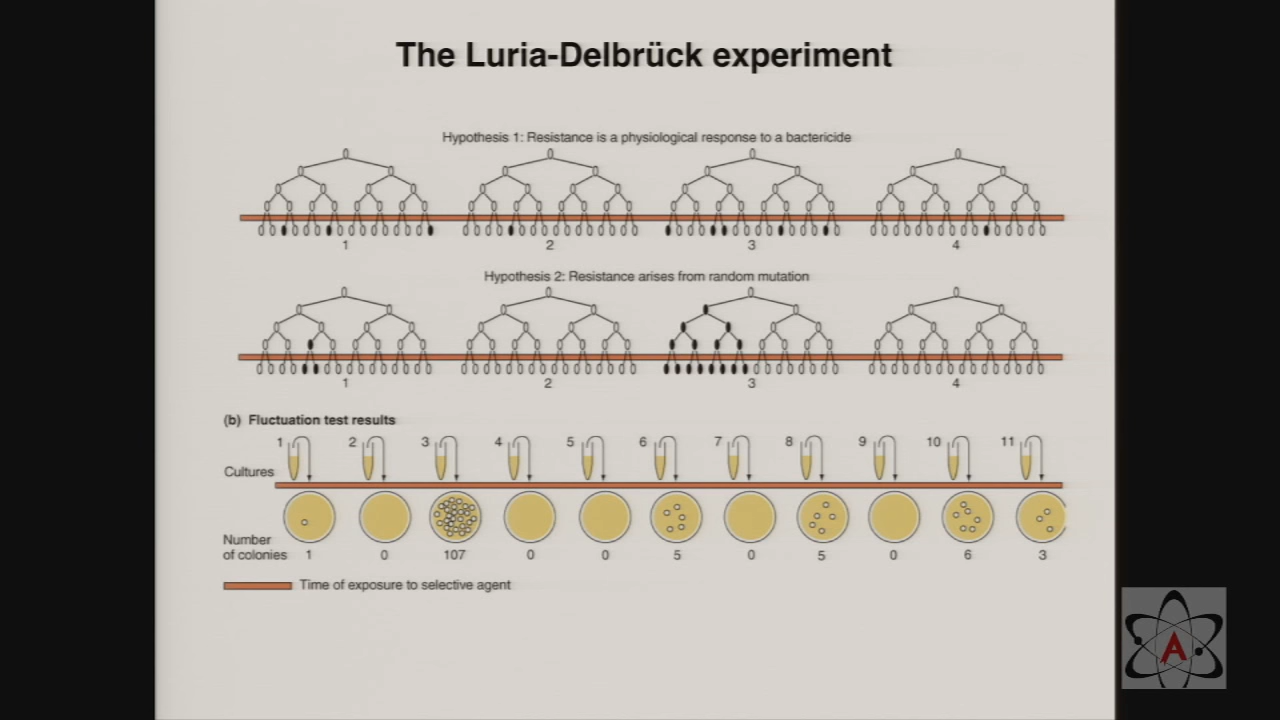 The Luria-Delbrück experiment
Hypothesis 1: Resistance is a physiological response to a bactericide
1 2 3 4
Hypothesis 2: Resistance arises from random mutation
1 2 3 4
(b) Fluctuation test results
1 2 3 4 5 6 7 8 9 10 11
Cultures
Number
of colonies 1 0 107 0 0 5 0 5 0 6 3
Time of exposure to selective agent
A